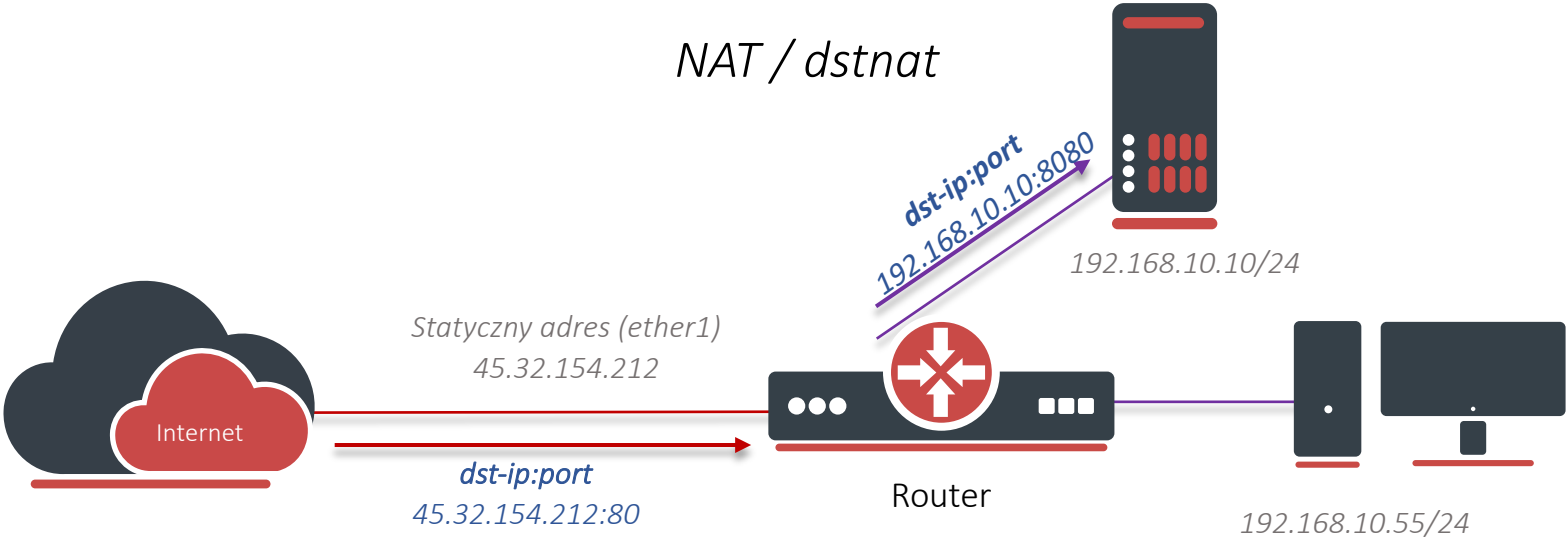 NAT / dstnat
dst-ip:port
192.168.10.10:8080
192.168.10.10/24
Statyczny adres (ether1)
45.32.154.212
Internet
dst-ip:port
45.32.154.212:80
Router
192.168.10.55/24